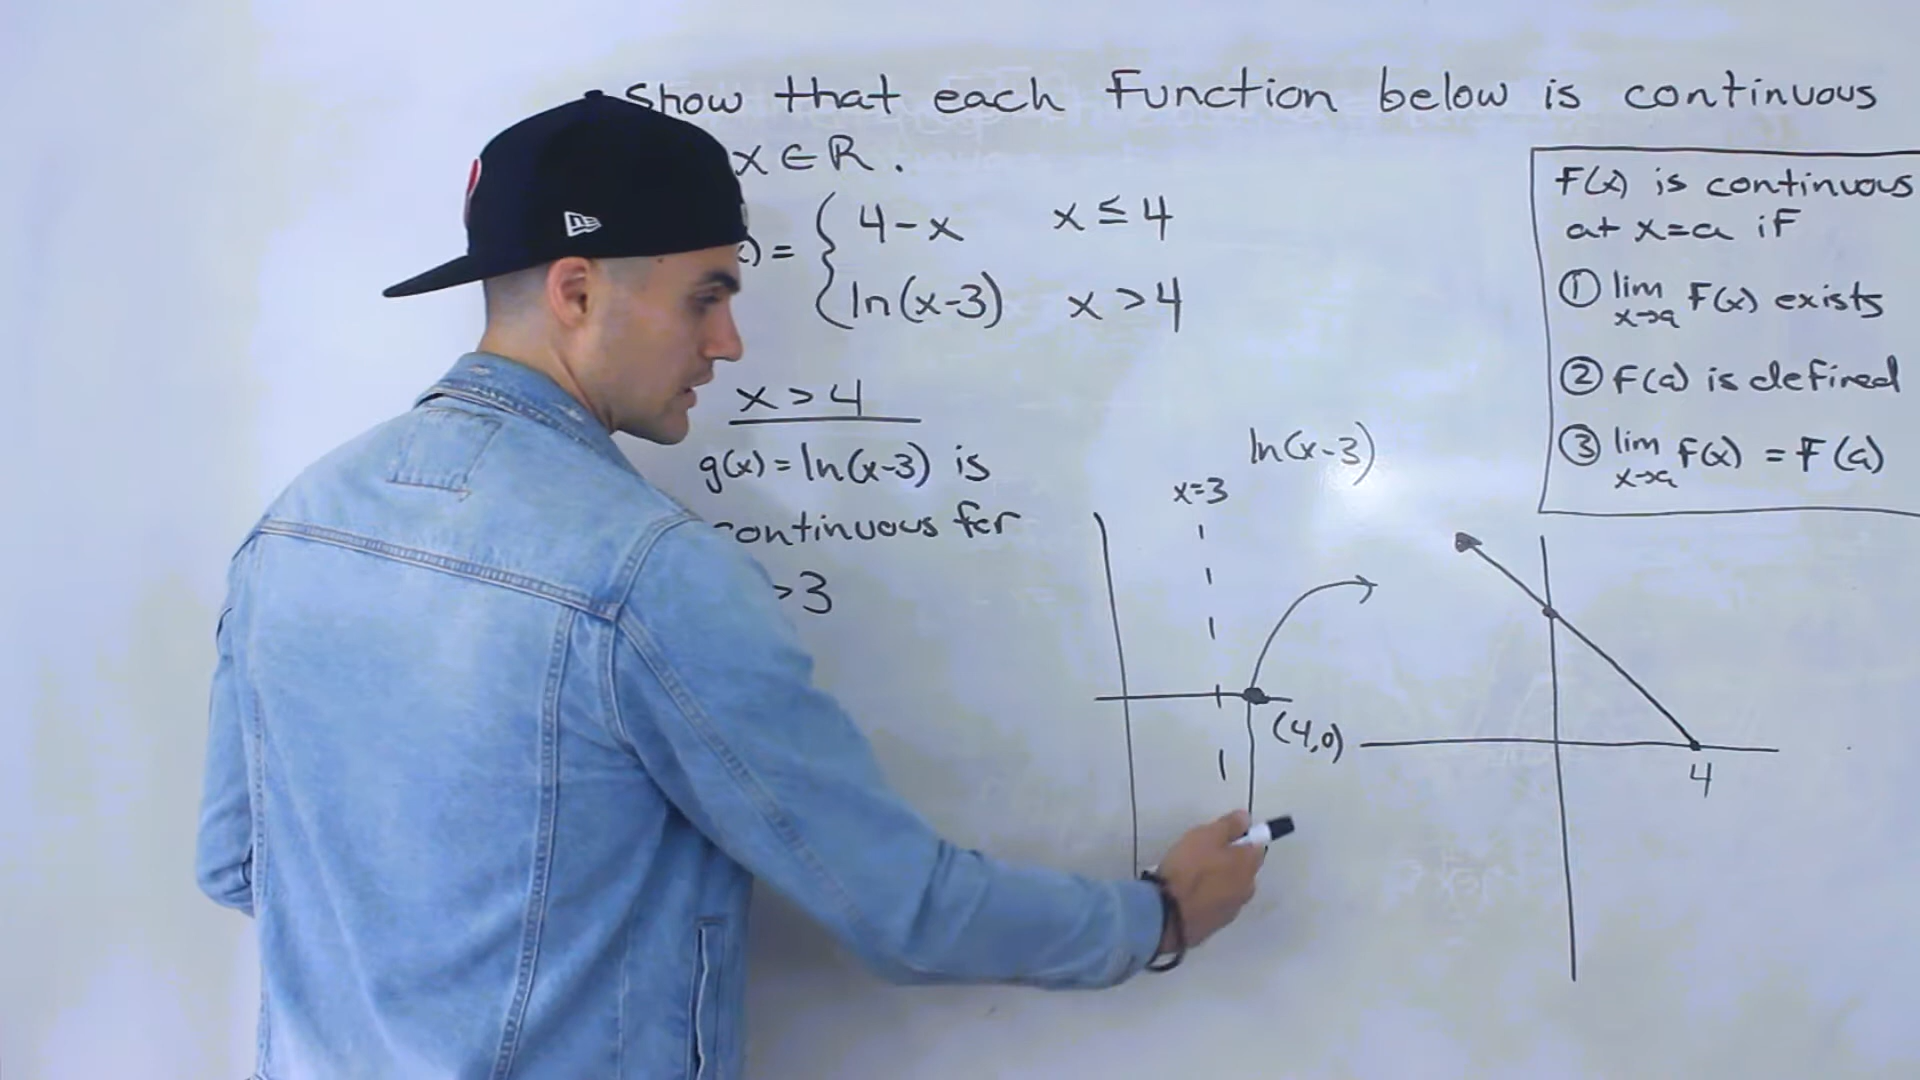 Show that each function below is continuous
x ∈ R.
) = { 4-x x ≤ 4
ln(x-3) x > 4
x > 4
g(x) = ln(x-3) is
continuous for
>3
ln(x-3)
x=3
(4,0)
4
F(x) is continuous
at x=a if
① lim x→a F(x) exists
② F(a) is defined
③ lim x→a F(x) = F(a)
NE